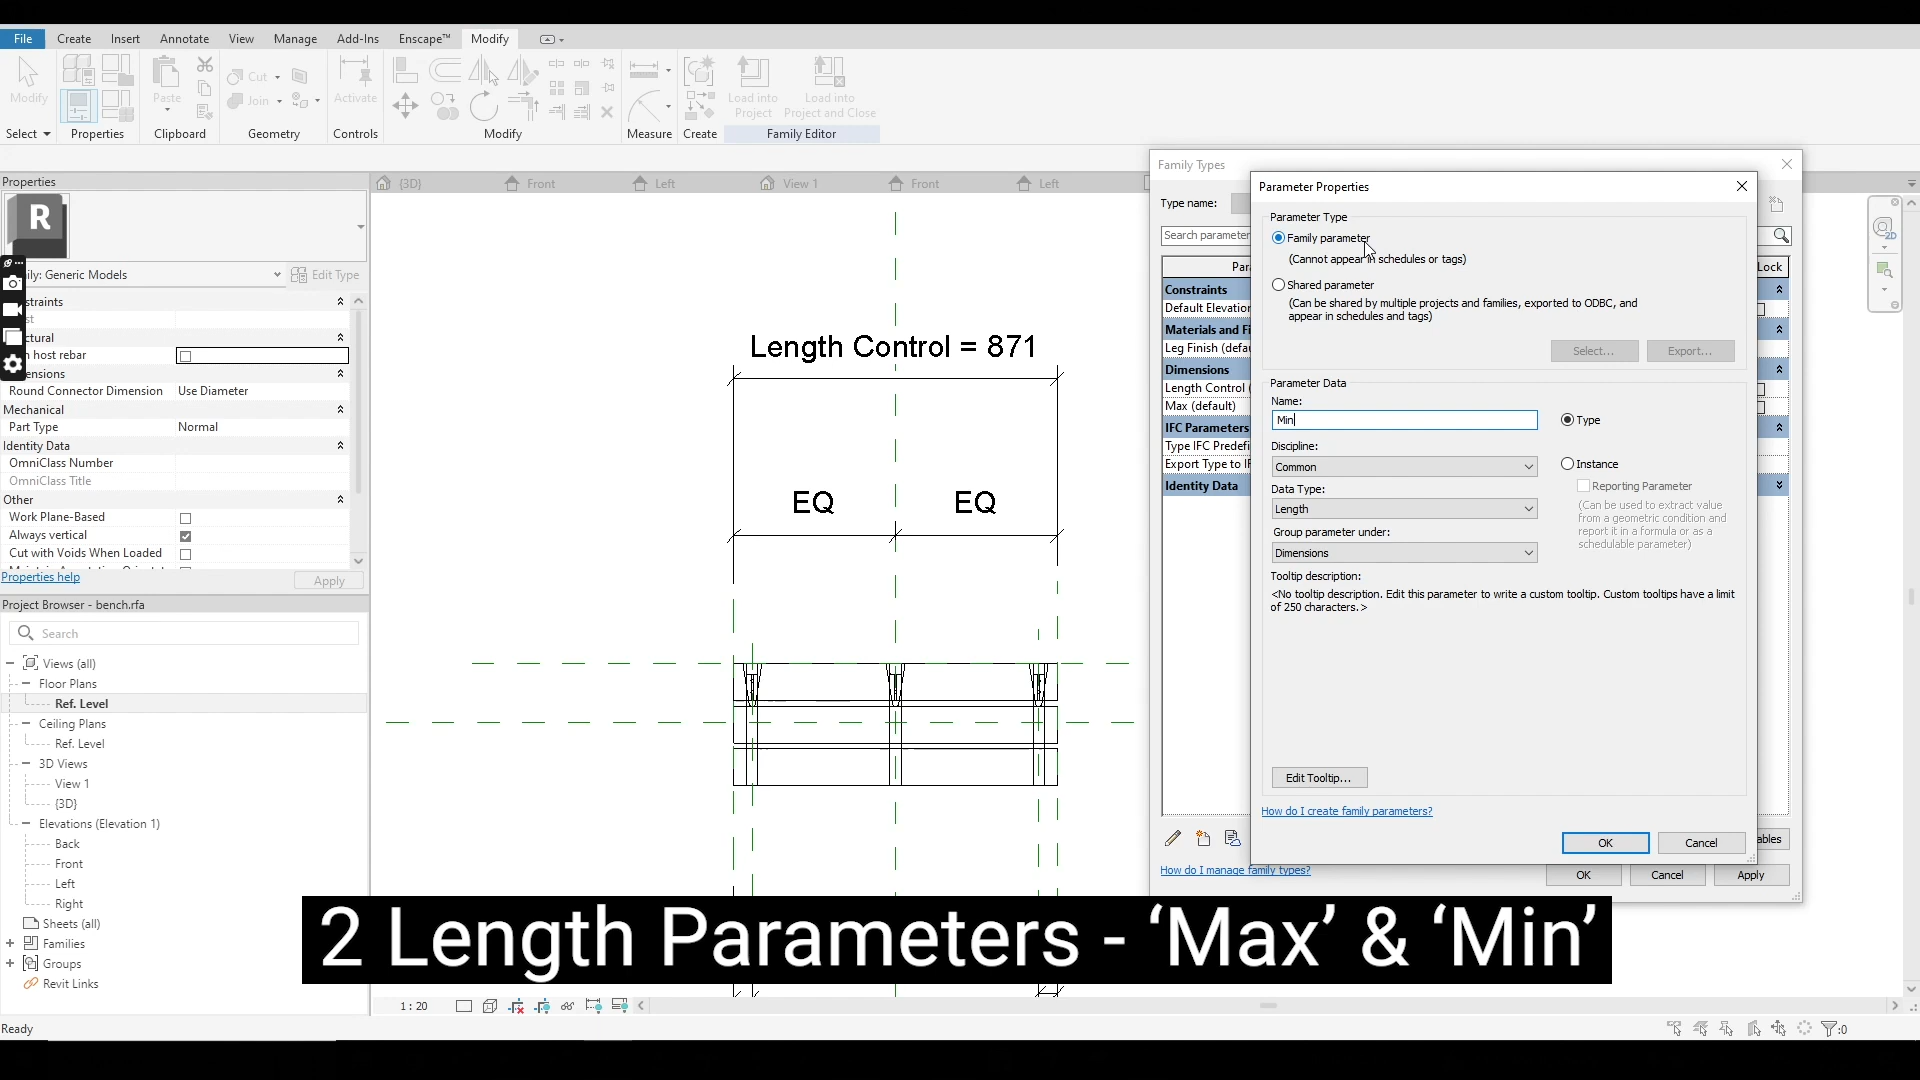 File Create Insert Annotate View Manage Add-Ins Enscape™ Modify
Modify
Select
Properties
Paste
Clipboard
Cut
Join
Geometry
Activate
Controls
Modify
Measure
Create
Load into
Project
Load into
Project and Close
Family Editor
Properties
R
ily: Generic Models
Edit Type
straints
st
ctural
n host rebar
ensions
Round Connector Dimension Use Diameter
Mechanical
Part Type Normal
Identity Data
OmniClass Number
OmniClass Title
Other
Work Plane-Based
Always vertical
Cut with Voids When Loaded
Properties help
Apply
Project Browser - bench.rfa
Search
Views (all)
Floor Plans
Ref. Level
Ceiling Plans
Ref. Level
3D Views
View 1
{3D}
Elevations (Elevation 1)
Back
Front
Left
Right
Sheets (all)
Families
Groups
Revit Links
{3D} Front Left View 1 Front Left
Length Control = 871
EQ EQ
1 : 20
Ready
:0
Family Types
Type name:
Search parameter
Par
Lock
Constraints
Default Elevation
Materials and Fi
Leg Finish (defau
Dimensions
Length Control (
Max (default)
IFC Parameters
Type IFC Predefi
Export Type to IF
Identity Data
ables
How do I manage family types?
OK Cancel Apply
Parameter Properties
Parameter Type
Family parameter
(Cannot appear in schedules or tags)
Shared parameter
(Can be shared by multiple projects and families, exported to ODBC, and
appear in schedules and tags)
Select... Export...
Parameter Data
Name:
Min
Type
Discipline:
Common
Instance
Data Type:
Reporting Parameter
Length
(Can be used to extract value
from a geometric condition and
report it in a formula or as a
schedulable parameter)
Group parameter under:
Dimensions
Tooltip description:
<No tooltip description. Edit this parameter to write a custom tooltip. Custom tooltips have a limit
of 250 characters.>
Edit Tooltip...
How do I create family parameters?
OK Cancel
2 Length Parameters - ‘Max’ & ‘Min’